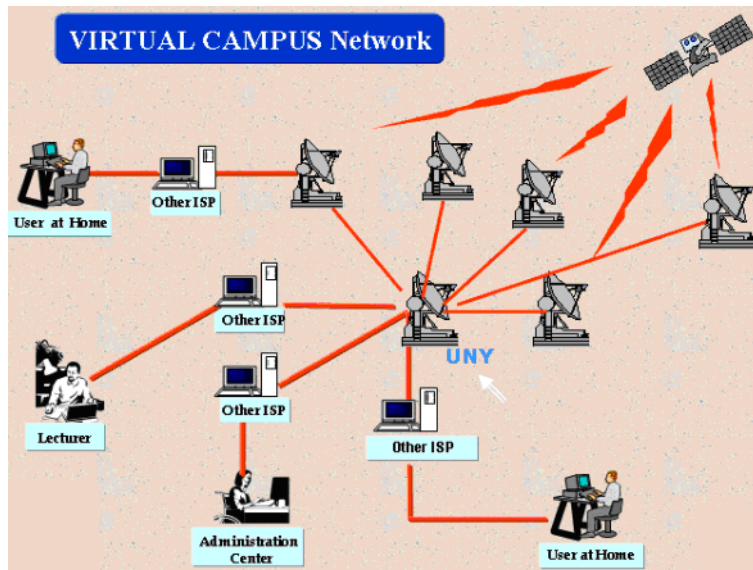 VIRTUAL CAMPUS Network
User at Home
Other ISP
Other ISP
Other ISP
UNY
Lecturer
Other ISP
Administration
Center
User at Home